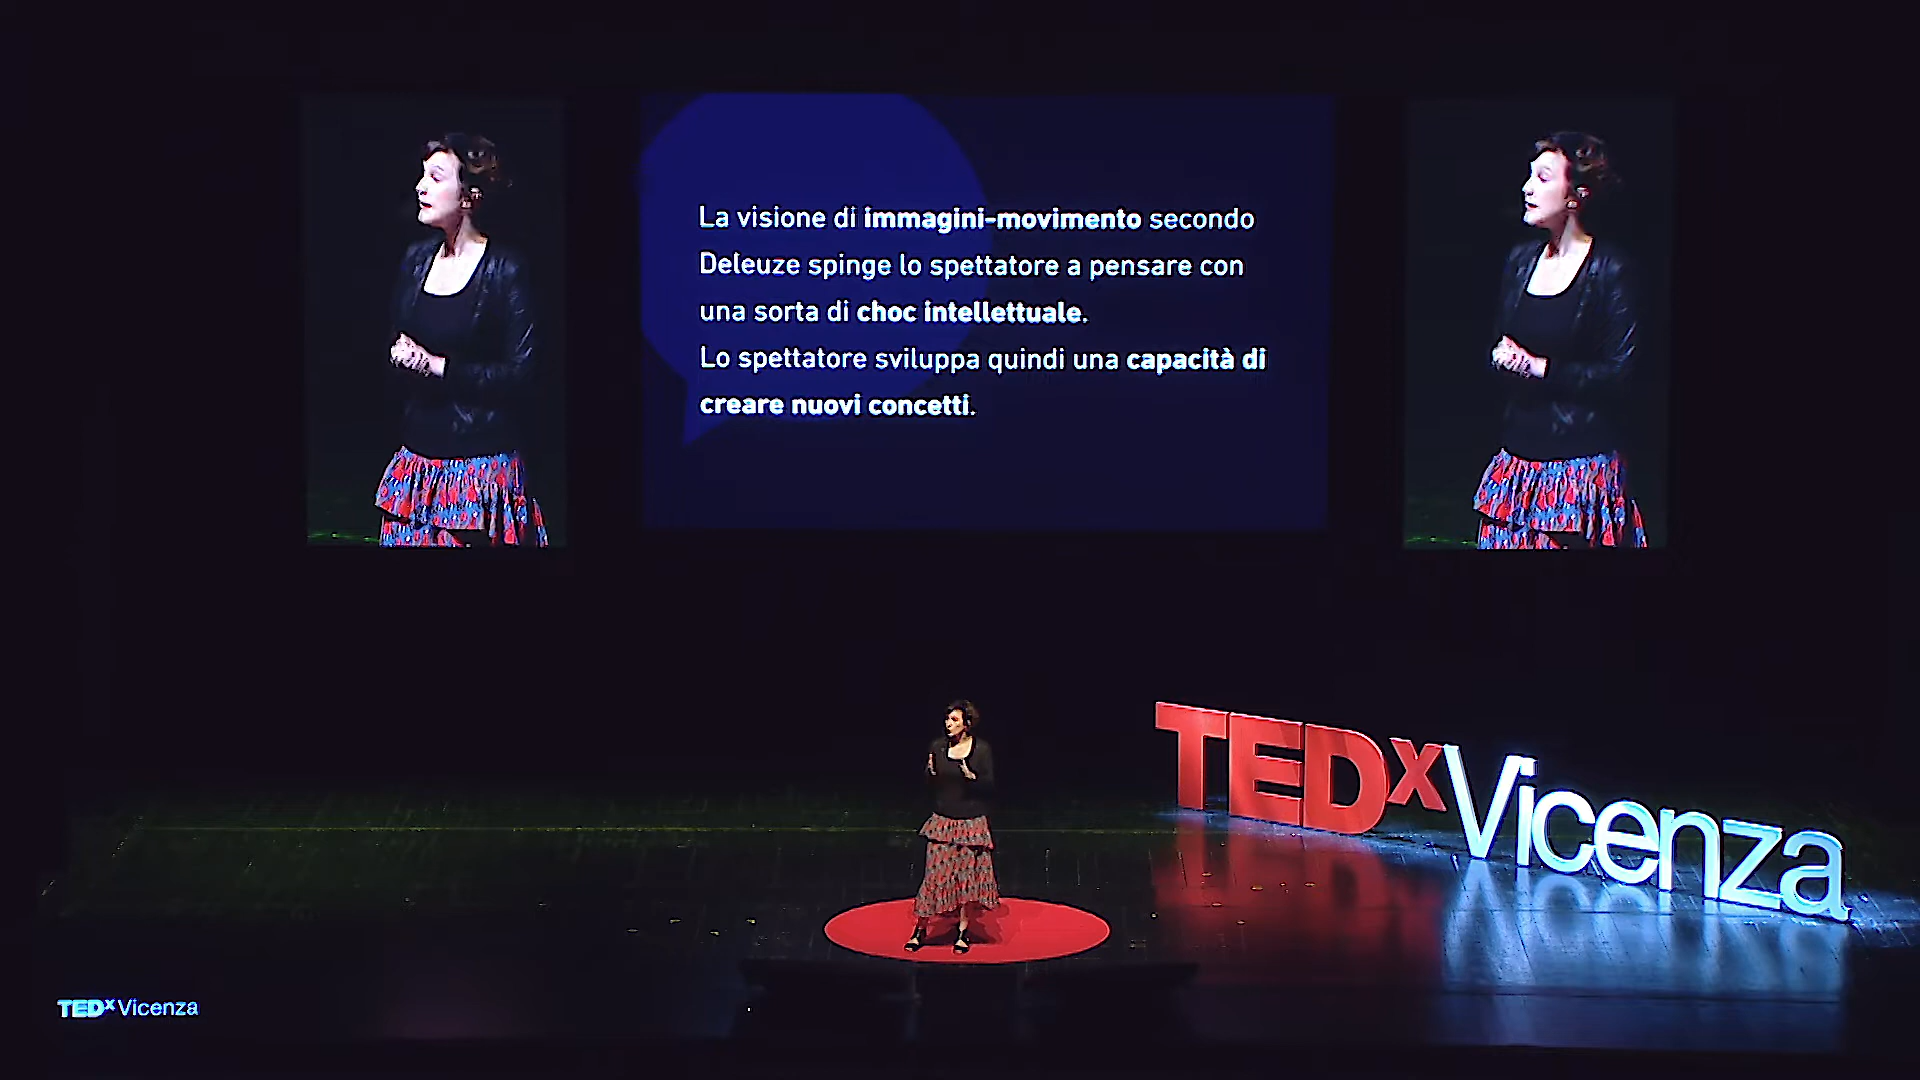 La visione di immagini-movimento secondo
Deleuze spinge lo spettatore a pensare con
una sorta di choc intellettuale.
Lo spettatore sviluppa quindi una capacità di
creare nuovi concetti.
TEDxVicenza
TEDxVicenza